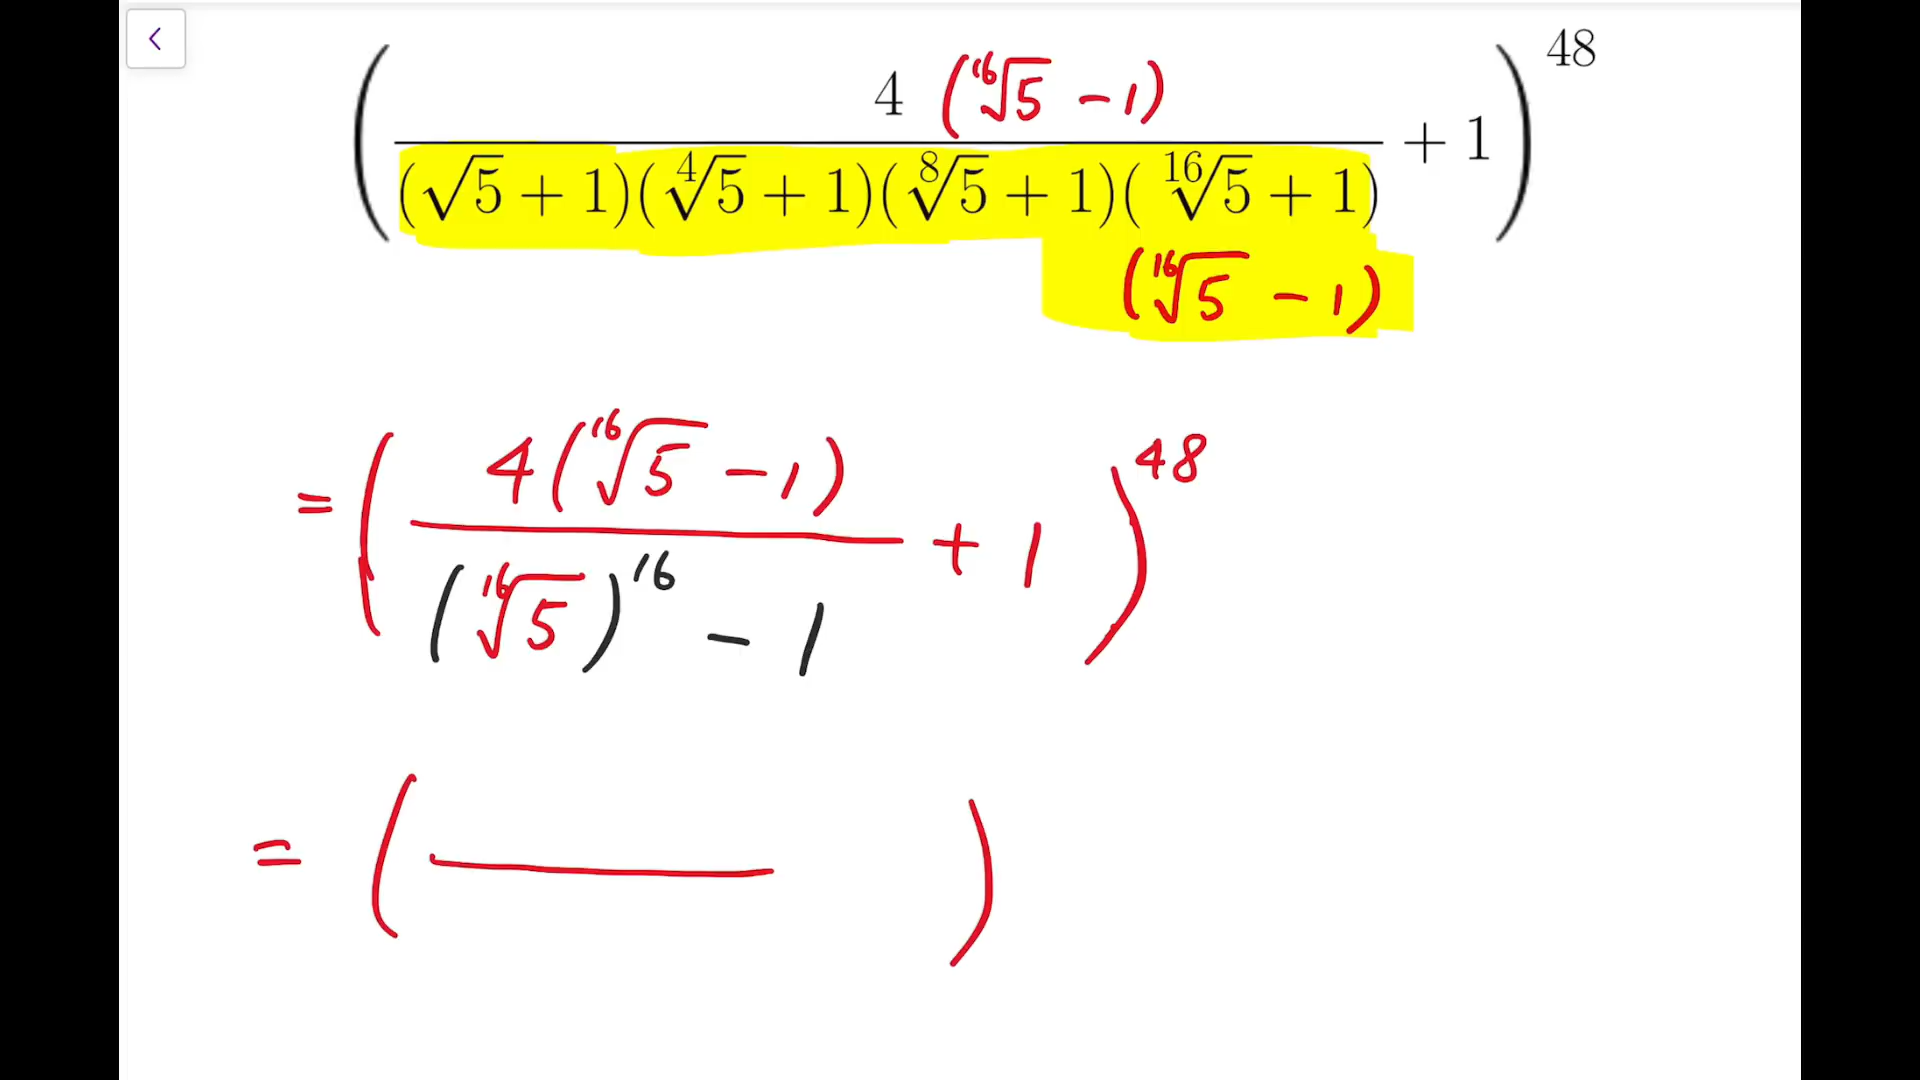 ( 4 (¹⁶√5 − 1) / (√5 + 1)(⁴√5 + 1)(⁸√5 + 1)(¹⁶√5 + 1) (¹⁶√5 − 1) + 1 )⁴⁸
= ( 4(¹⁶√5 − 1) / (¹⁶√5)¹⁶ − 1 + 1 )⁴⁸
= ( — )